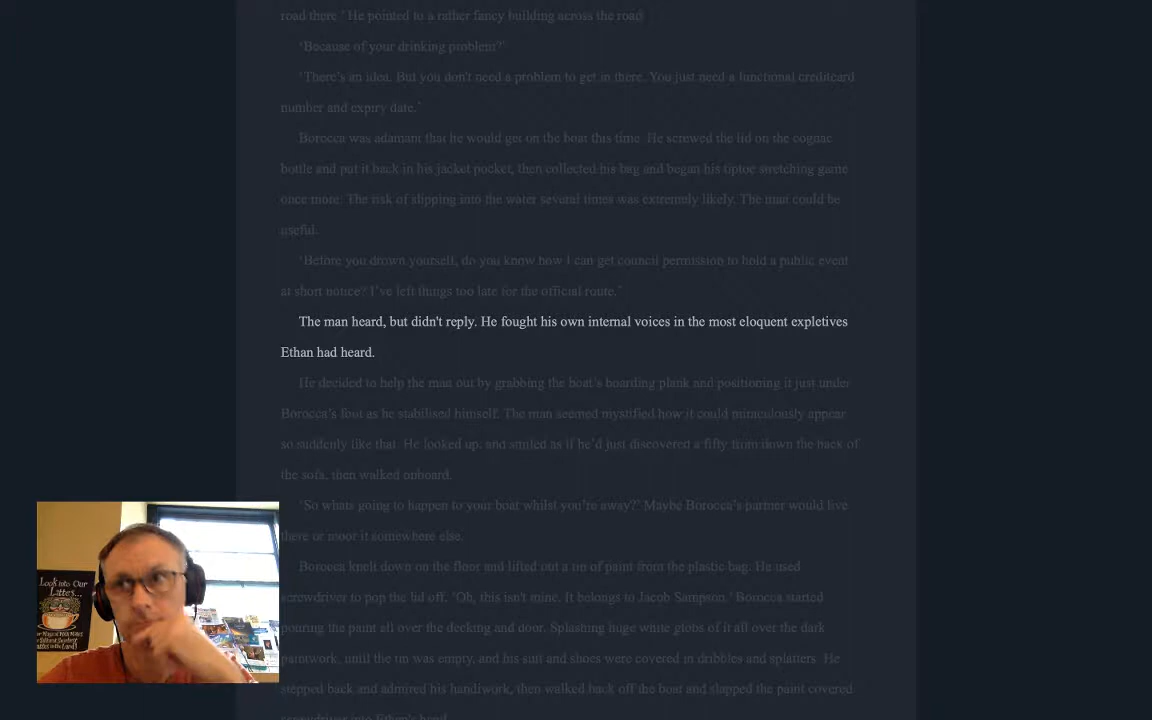 road there.' He pointed to a rather fancy building across the road.
'Because of your drinking problem?'
'There's an idea. But you don't need a problem to get in there. You just need a functional creditcard
number and expiry date.'
Borocca was adamant that he would get on the boat this time. He screwed the lid on the cognac
bottle and put it back in his jacket pocket, then collected his bag and began his tiptoe stretching game
once more. The risk of slipping into the water several times was extremely likely. The man could be
useful.
'Before you drown yourself, do you know how I can get council permission to hold a public event
at short notice? I've left things too late for the official route.'
The man heard, but didn't reply. He fought his own internal voices in the most eloquent expletives
Ethan had heard.
He decided to help the man out by grabbing the boat's boarding plank and positioning it just under
Borocca's foot as he stabilised himself. The man seemed mystified how it could miraculously appear
so suddenly like that. He looked up, and smiled as if he'd just discovered a fifty from down the back of
the sofa, then walked onboard.
'So whats going to happen to your boat whilst you're away?' Maybe Borocca's partner would live
there or moor it somewhere else.
Borocca knelt down on the floor and lifted out a tin of paint from the plastic bag. He used
screwdriver to pop the lid off. 'Oh, this isn't mine. It belongs to Jacob Sampson.' Borocca started
pouring the paint all over the decking and door. Splashing huge white globs of it all over the dark
paintwork, until the tin was empty, and his suit and shoes were covered in dribbles and splatters. He
stepped back and admired his handiwork, then walked back off the boat and slapped the paint covered
screwdriver into Ethan's hand.
Look into Our
Lattes...